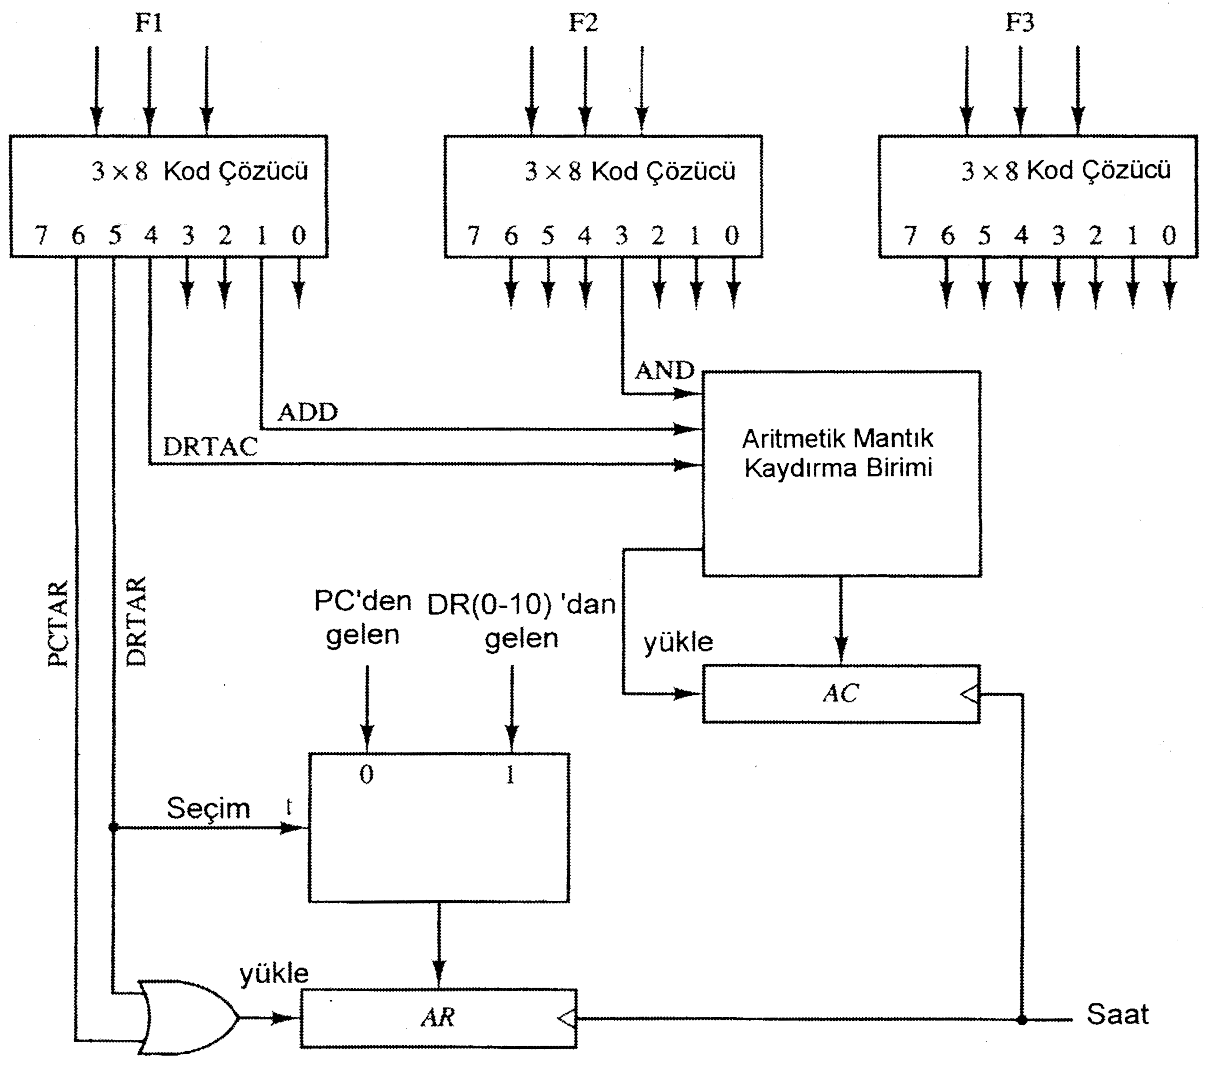 F1 F2 F3
3 × 8 Kod Çözücü 3 × 8 Kod Çözücü 3 × 8 Kod Çözücü
7 6 5 4 3 2 1 0 7 6 5 4 3 2 1 0 7 6 5 4 3 2 1 0
AND
ADD
DRTAC
Aritmetik Mantık
Kaydırma Birimi
PCTAR
DRTAR
PC'den
gelen
DR(0-10) 'dan
gelen
yükle
AC
0 1
Seçim
yükle
AR
Saat